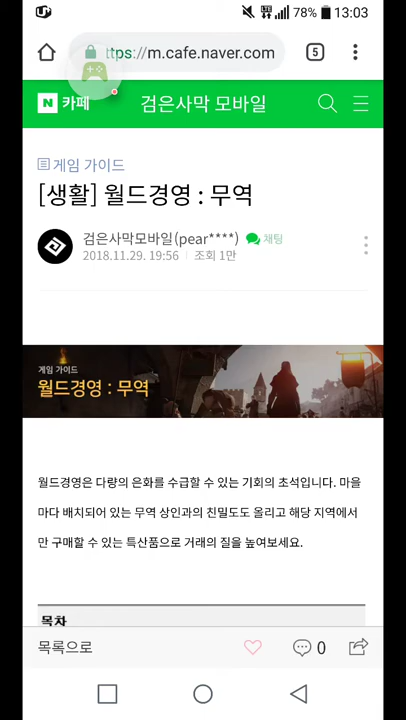 U+ 78% 13:03
ttps://m.cafe.naver.com 5
N 카페 검은사막 모바일
게임 가이드
[생활] 월드경영 : 무역
검은사막모바일(pear****) 채팅
2018.11.29. 19:56 조회 1만
게임 가이드
월드경영 : 무역
월드경영은 다량의 은화를 수급할 수 있는 기회의 초석입니다. 마을
마다 배치되어 있는 무역 상인과의 친밀도도 올리고 해당 지역에서
만 구매할 수 있는 특산품으로 거래의 질을 높여보세요.
목차
목록으로 0